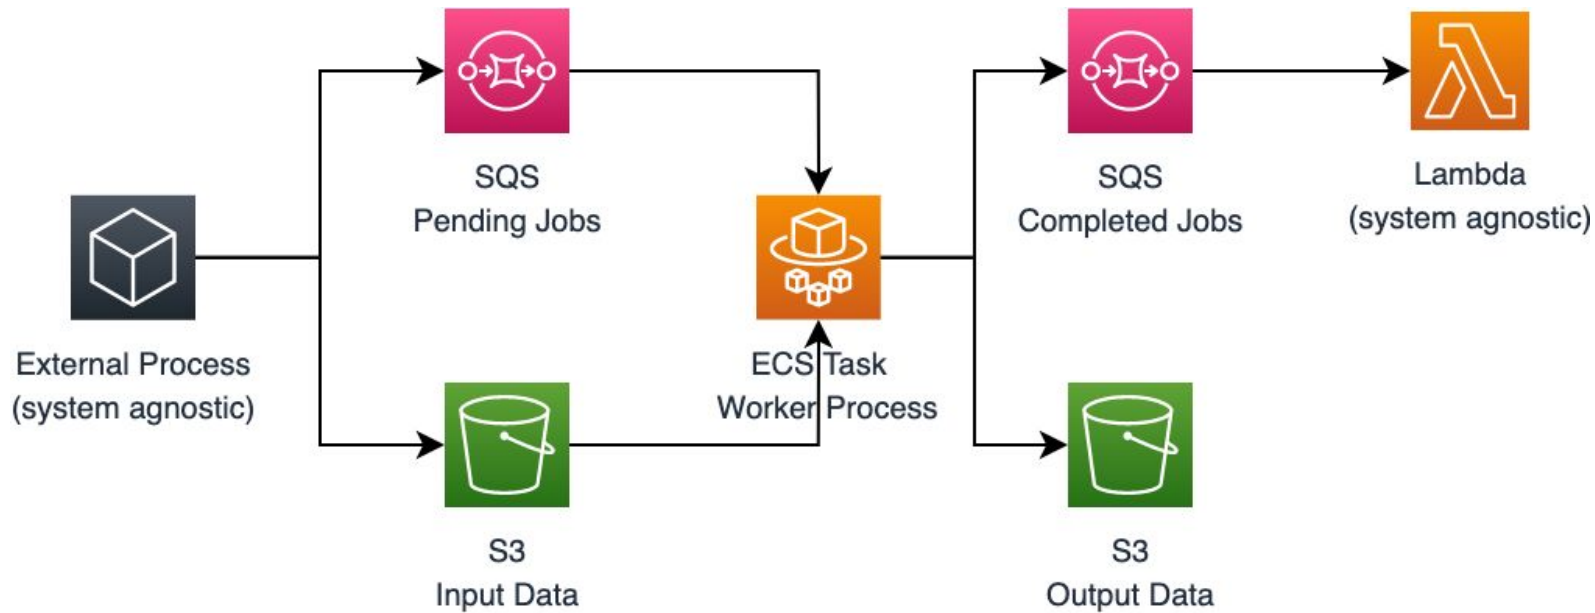 SQS
Pending Jobs
SQS
Completed Jobs
Lambda
(system agnostic)
External Process
(system agnostic)
ECS Task
Worker Process
S3
Input Data
S3
Output Data